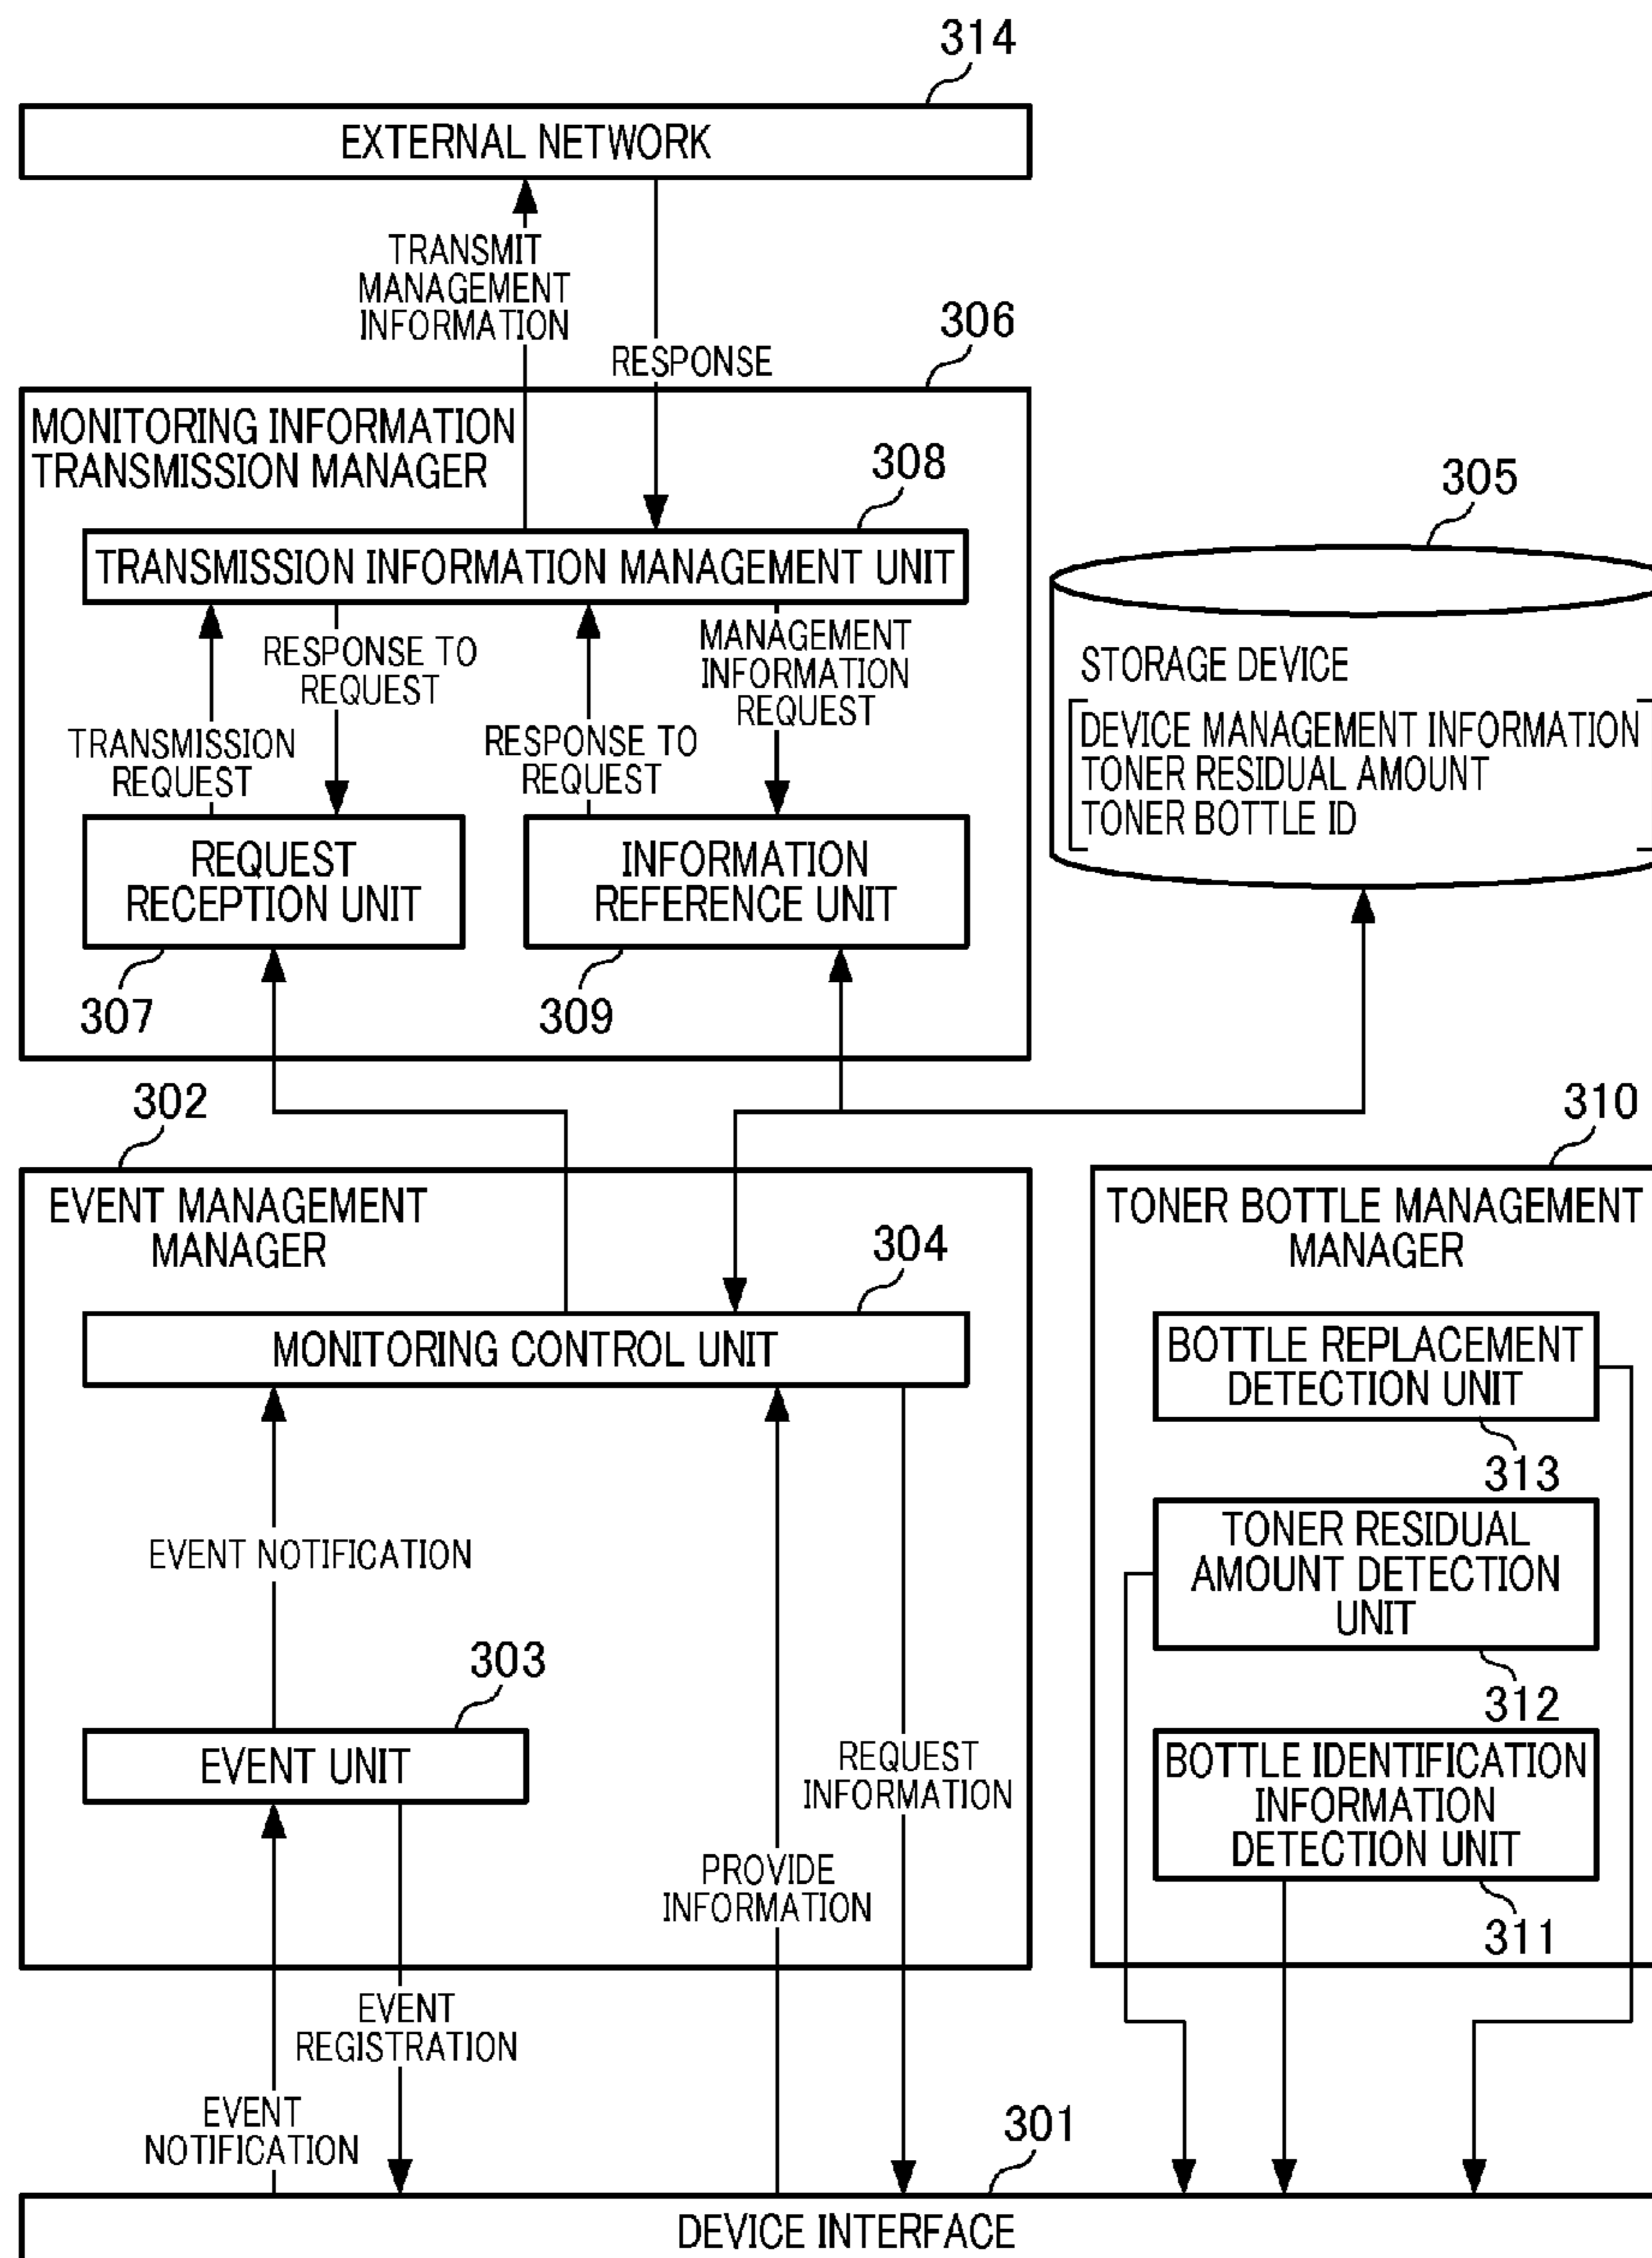 314
EXTERNAL NETWORK
TRANSMIT
MANAGEMENT
INFORMATION
RESPONSE
306
MONITORING INFORMATION
TRANSMISSION MANAGER
308
TRANSMISSION INFORMATION MANAGEMENT UNIT
RESPONSE TO
REQUEST
MANAGEMENT
INFORMATION
REQUEST
TRANSMISSION
REQUEST
RESPONSE TO
REQUEST
REQUEST
RECEPTION UNIT
INFORMATION
REFERENCE UNIT
307
309
305
STORAGE DEVICE
DEVICE MANAGEMENT INFORMATION
TONER RESIDUAL AMOUNT
TONER BOTTLE ID
302
EVENT MANAGEMENT
MANAGER
304
MONITORING CONTROL UNIT
EVENT NOTIFICATION
303
EVENT UNIT
REQUEST
INFORMATION
PROVIDE
INFORMATION
EVENT
REGISTRATION
EVENT
NOTIFICATION
310
TONER BOTTLE MANAGEMENT
MANAGER
BOTTLE REPLACEMENT
DETECTION UNIT
313
TONER RESIDUAL
AMOUNT DETECTION
UNIT
312
BOTTLE IDENTIFICATION
INFORMATION
DETECTION UNIT
311
301
DEVICE INTERFACE